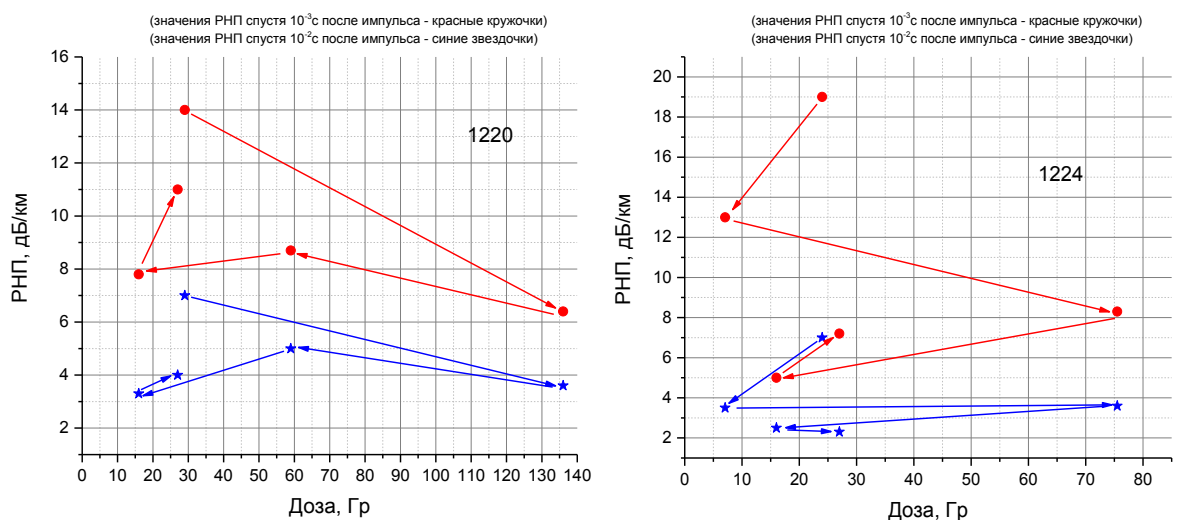 (значения РНП спустя 10⁻³с после импульса - красные кружочки)
(значения РНП спустя 10⁻²с после импульса - синие звездочки)
16
14
12
10
8
6
4
2
РНП, дБ/км
1220
0 10 20 30 40 50 60 70 80 90 100 110 120 130 140
Доза, Гр
(значения РНП спустя 10⁻³с после импульса - красные кружочки)
(значения РНП спустя 10⁻²с после импульса - синие звездочки)
20
18
16
14
12
10
8
6
4
2
РНП, дБ/км
1224
0 10 20 30 40 50 60 70 80
Доза, Гр